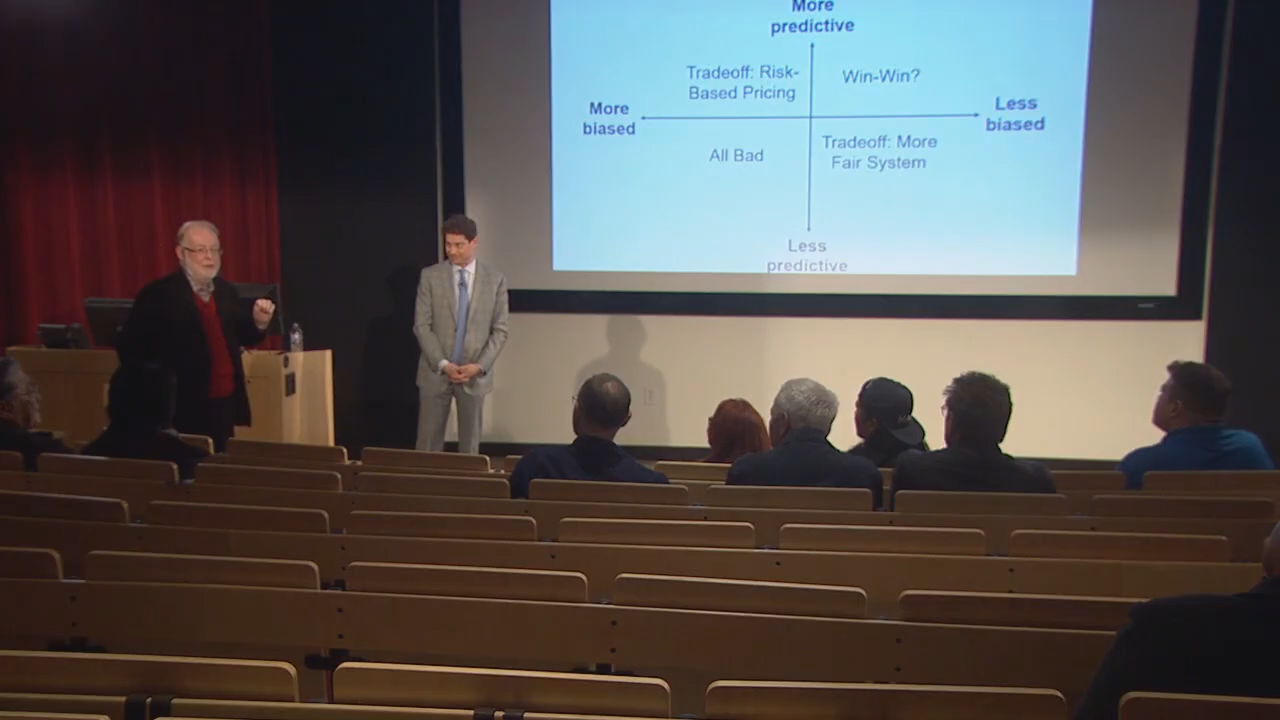 More
predictive
Tradeoff: Risk-
Based Pricing
Win-Win?
More
biased
Less
biased
All Bad
Tradeoff: More
Fair System
Less
predictive